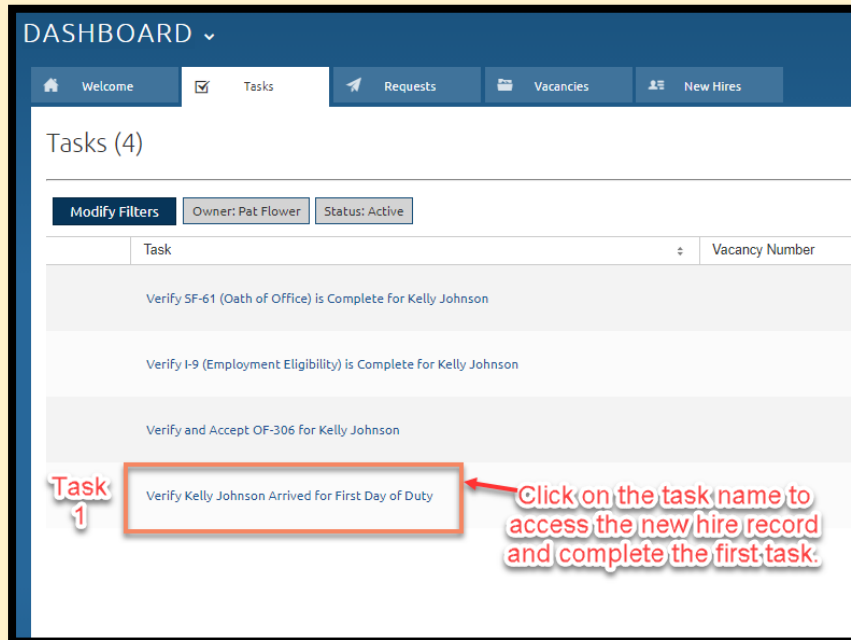 DASHBOARD
Welcome Tasks Requests Vacancies New Hires
Tasks (4)
Modify Filters Owner: Pat Flower Status: Active
Task Vacancy Number
Verify SF-61 (Oath of Office) is Complete for Kelly Johnson
Verify I-9 (Employment Eligibility) is Complete for Kelly Johnson
Verify and Accept OF-306 for Kelly Johnson
Task
1
Verify Kelly Johnson Arrived for First Day of Duty
Click on the task name to
access the new hire record
and complete the first task.